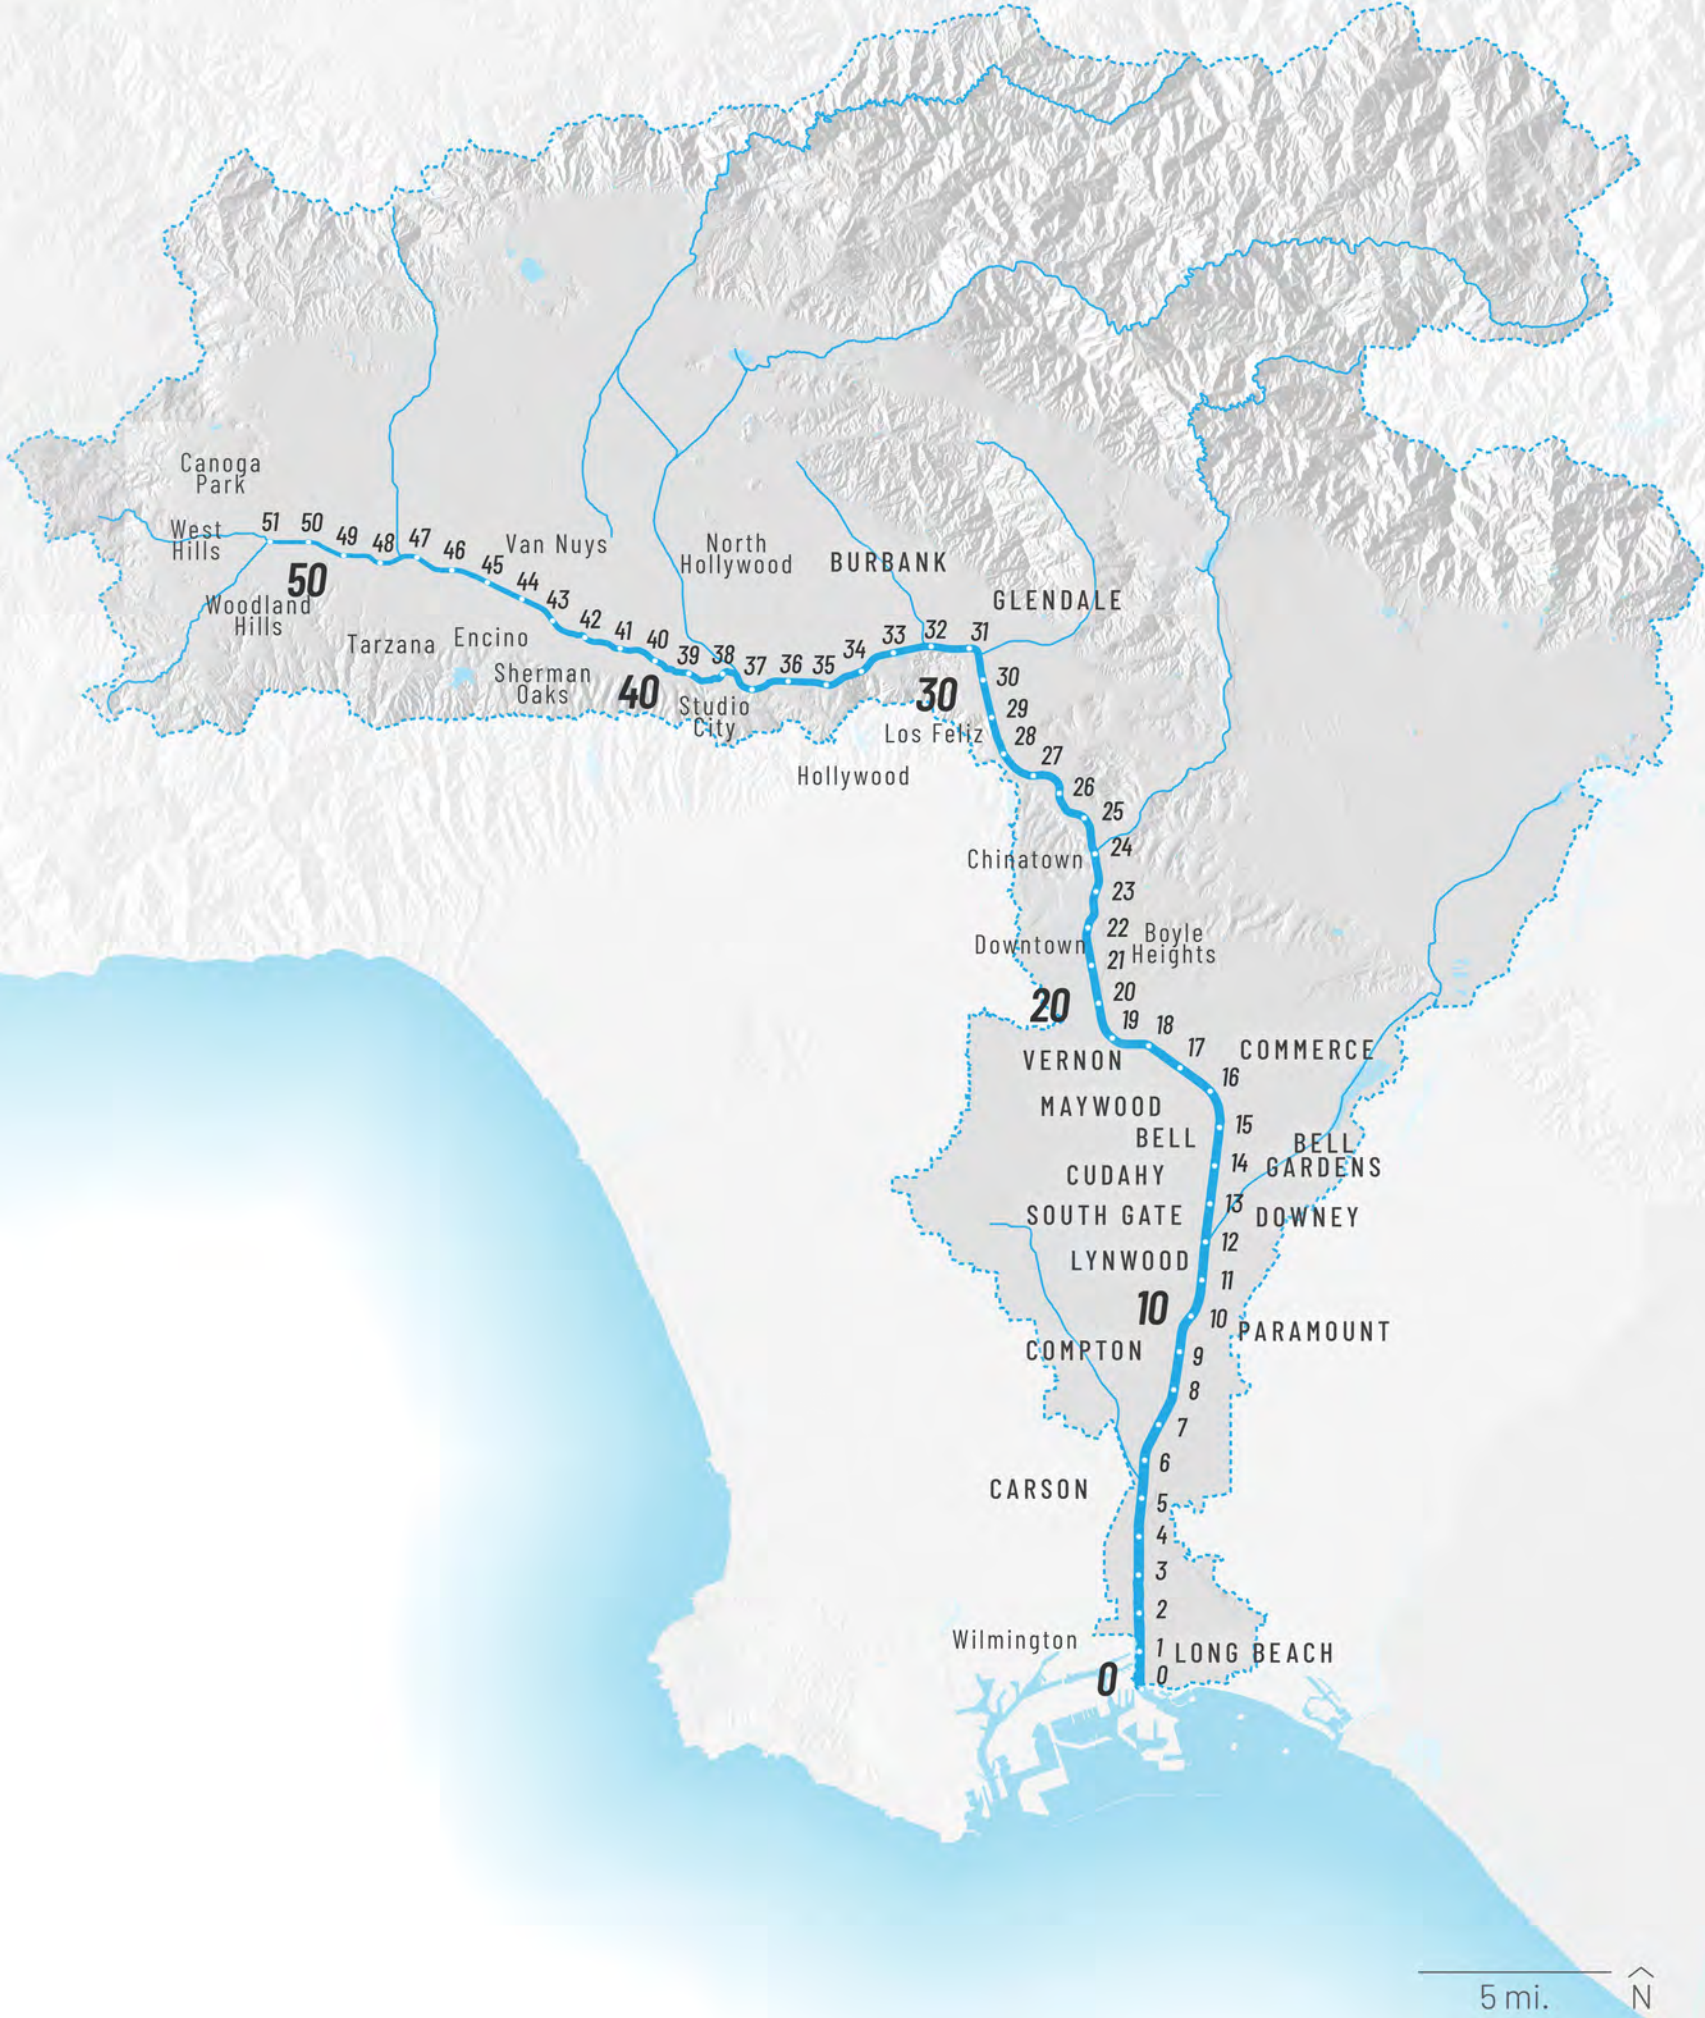 Canoga
Park
West
Hills
51 50 49 48 47 46 45 44 43 42 41 40 39 38 37 36 35 34 33 32 31
50
Van Nuys
North
Hollywood
BURBANK
GLENDALE
Woodland
Hills
Tarzana
Encino
Sherman
Oaks
40
Studio
City
30
30
29
Los Feliz
28
27
Hollywood
26
25
24
Chinatown
23
22
Boyle
Heights
Downtown
21
20
20
19
18
17
COMMERCE
VERNON
16
MAYWOOD
15
BELL
BELL
GARDENS
14
CUDAHY
13
SOUTH GATE
DOWNEY
12
LYNWOOD
11
10
10
PARAMOUNT
COMPTON
9
8
7
6
CARSON
5
4
3
2
Wilmington
1
LONG BEACH
0
0
5 mi.
N